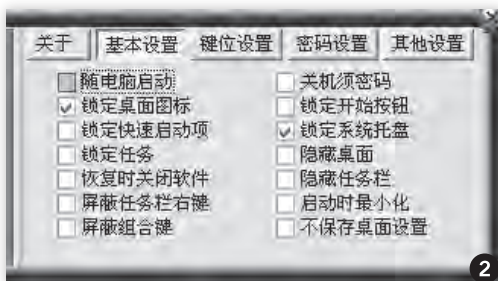 关于 基本设置 键位设置 密码设置 其他设置
随电脑启动 关机须密码
锁定桌面图标 锁定开始按钮
锁定快速启动项 锁定系统托盘
锁定任务 隐藏桌面
恢复时关闭软件 隐藏任务栏
屏蔽任务栏右键 启动时最小化
屏蔽组合键 不保存桌面设置
2